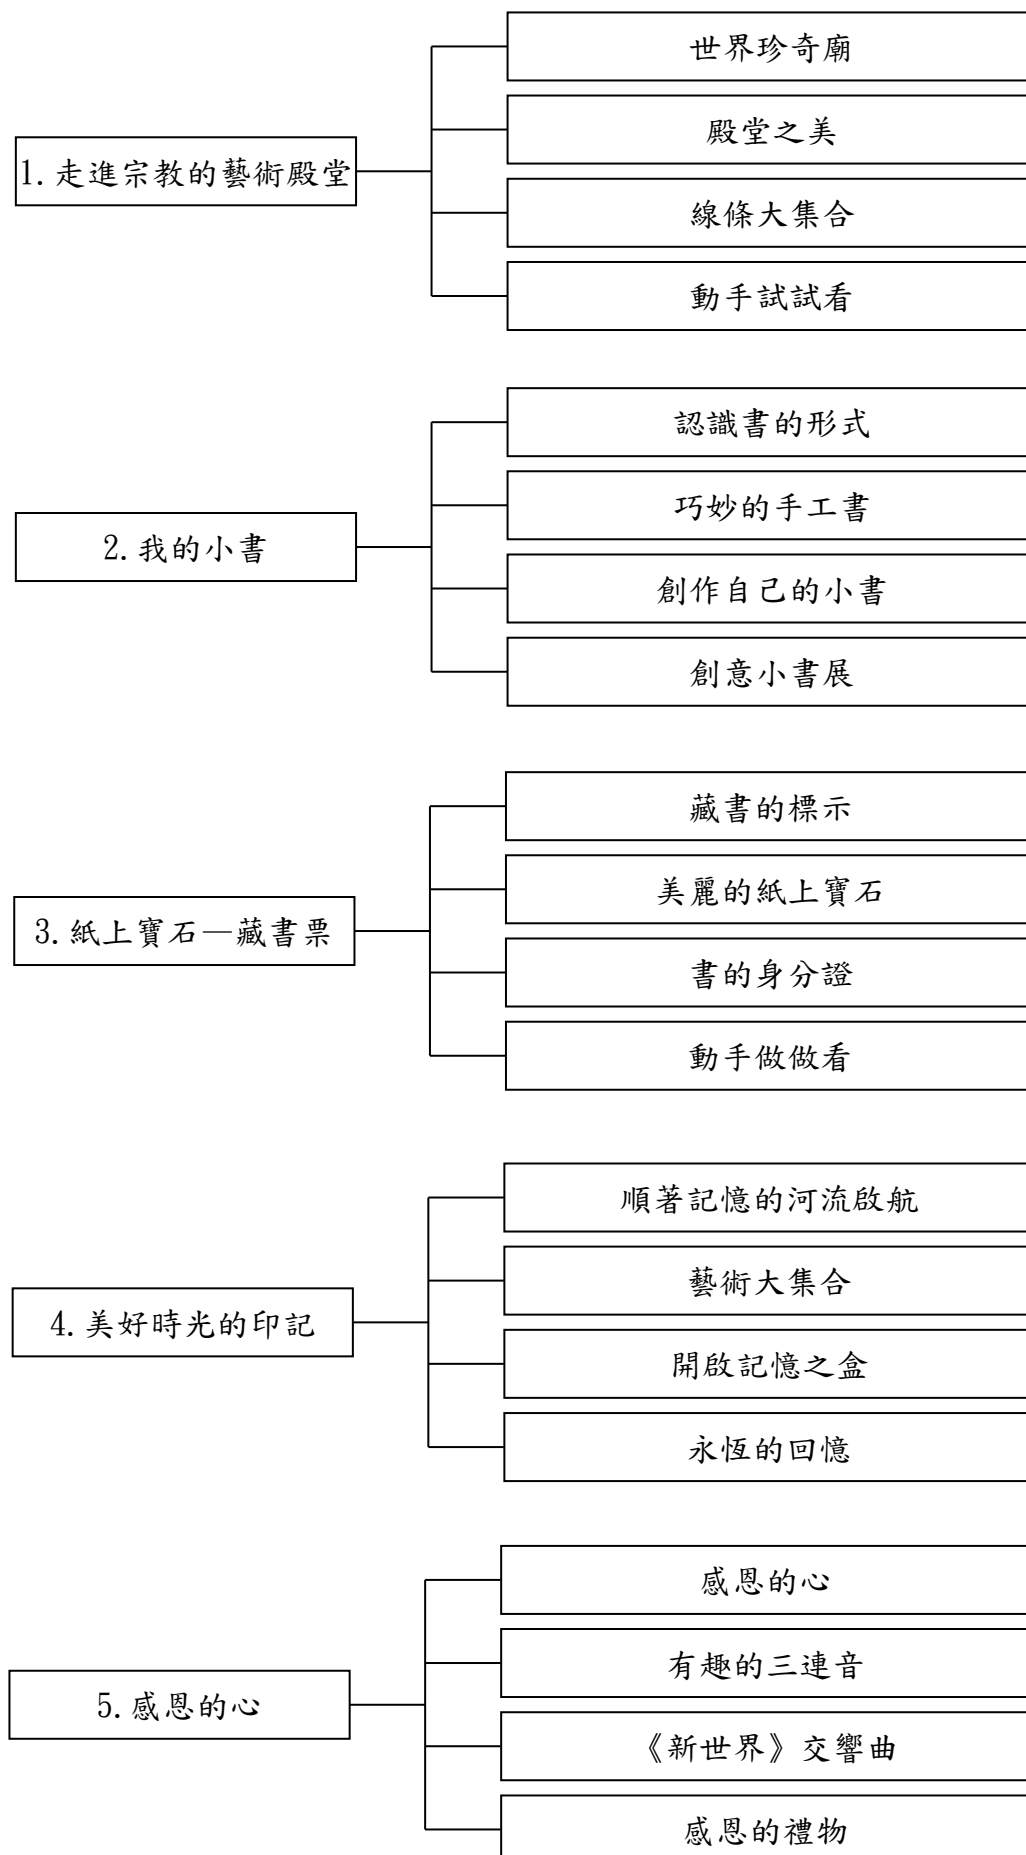 1.走進宗教的藝術殿堂
世界珍奇廟
殿堂之美
線條大集合
動手試試看
2.我的小書
認識書的形式
巧妙的手工書
創作自己的小書
創意小書展
3.紙上寶石—藏書票
藏書的標示
美麗的紙上寶石
書的身分證
動手做做看
4.美好時光的印記
順著記憶的河流啟航
藝術大集合
開啟記憶之盒
永恆的回憶
5.感恩的心
感恩的心
有趣的三連音
《新世界》交響曲
感恩的禮物